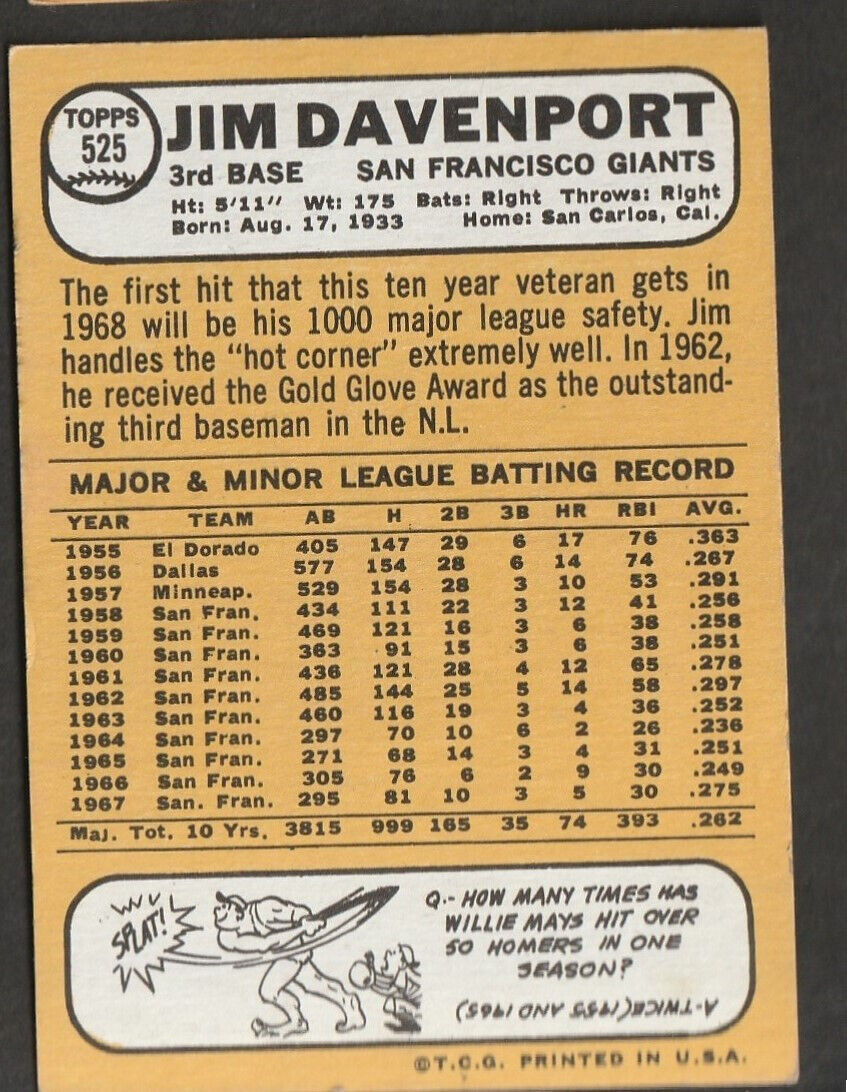 TOPPS
525
JIM DAVENPORT
3rd BASE SAN FRANCISCO GIANTS
Ht: 5'11" Wt: 175 Bats: Right Throws: Right
Born: Aug. 17, 1933 Home: San Carlos, Cal.
The first hit that this ten year veteran gets in
1968 will be his 1000 major league safety. Jim
handles the "hot corner" extremely well. In 1962,
he received the Gold Glove Award as the outstand-
ing third baseman in the N.L.
MAJOR & MINOR LEAGUE BATTING RECORD
YEAR TEAM AB H 2B 3B HR RBI AVG.
1955 El Dorado 405 147 29 6 17 76 .363
1956 Dallas 577 154 28 6 14 74 .267
1957 Minneap. 529 154 28 3 10 53 .291
1958 San Fran. 434 111 22 3 12 41 .256
1959 San Fran. 469 121 16 3 6 38 .258
1960 San Fran. 363 91 15 3 6 38 .251
1961 San Fran. 436 121 28 4 12 65 .278
1962 San Fran. 485 144 25 5 14 58 .297
1963 San Fran. 460 116 19 3 4 36 .252
1964 San Fran. 297 70 10 6 2 26 .236
1965 San Fran. 271 68 14 3 4 31 .251
1966 San Fran. 305 76 6 2 9 30 .249
1967 San. Fran. 295 81 10 3 5 30 .275
Maj. Tot. 10 Yrs. 3815 999 165 35 74 393 .262
SPLAT!
Q.- HOW MANY TIMES HAS
WILLIE MAYS HIT OVER
50 HOMERS IN ONE
SEASON?
A-TWICE(1955 AND 1965)
©T.C.G. PRINTED IN U.S.A.